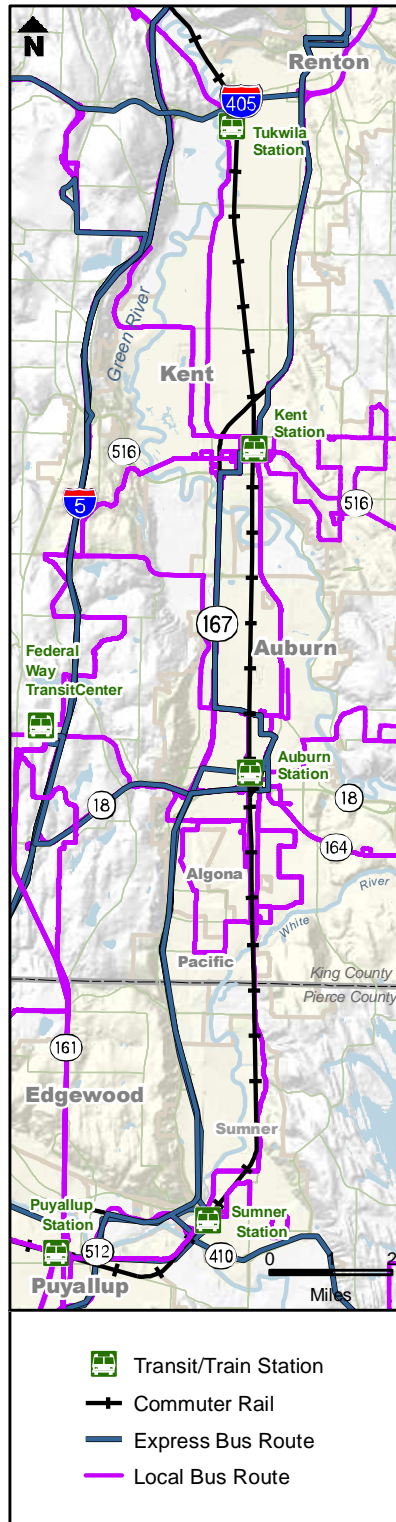 N
Renton
405
Tukwila
Station
Green River
Kent
Kent
Station
516
516
5
167
Auburn
Federal
Way
TransitCenter
Auburn
Station
18
18
164
Algona
River
White
Pacific
King County
Pierce County
161
Edgewood
Sumner
Puyallup
Station
Sumner
Station
512
410
Puyallup
0 2
Miles
Transit/Train Station
Commuter Rail
Express Bus Route
Local Bus Route